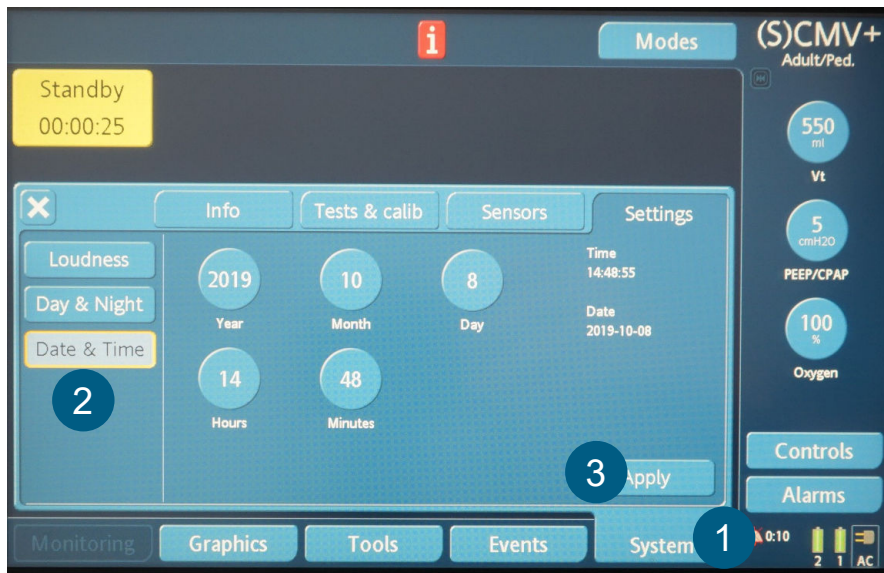 i
Modes
(S)CMV+
Adult/Ped.
Standby
00:00:25
550
ml
Vt
Info
Tests & calib
Sensors
Settings
Loudness
Day & Night
Date & Time
2
2019
Year
10
Month
8
Day
Time
14:48:55
Date
2019-10-08
5
cmH2O
PEEP/CPAP
14
Hours
48
Minutes
100
%
Oxygen
3
Apply
Controls
Alarms
Monitoring
Graphics
Tools
Events
System
1
0:10
2 1 AC